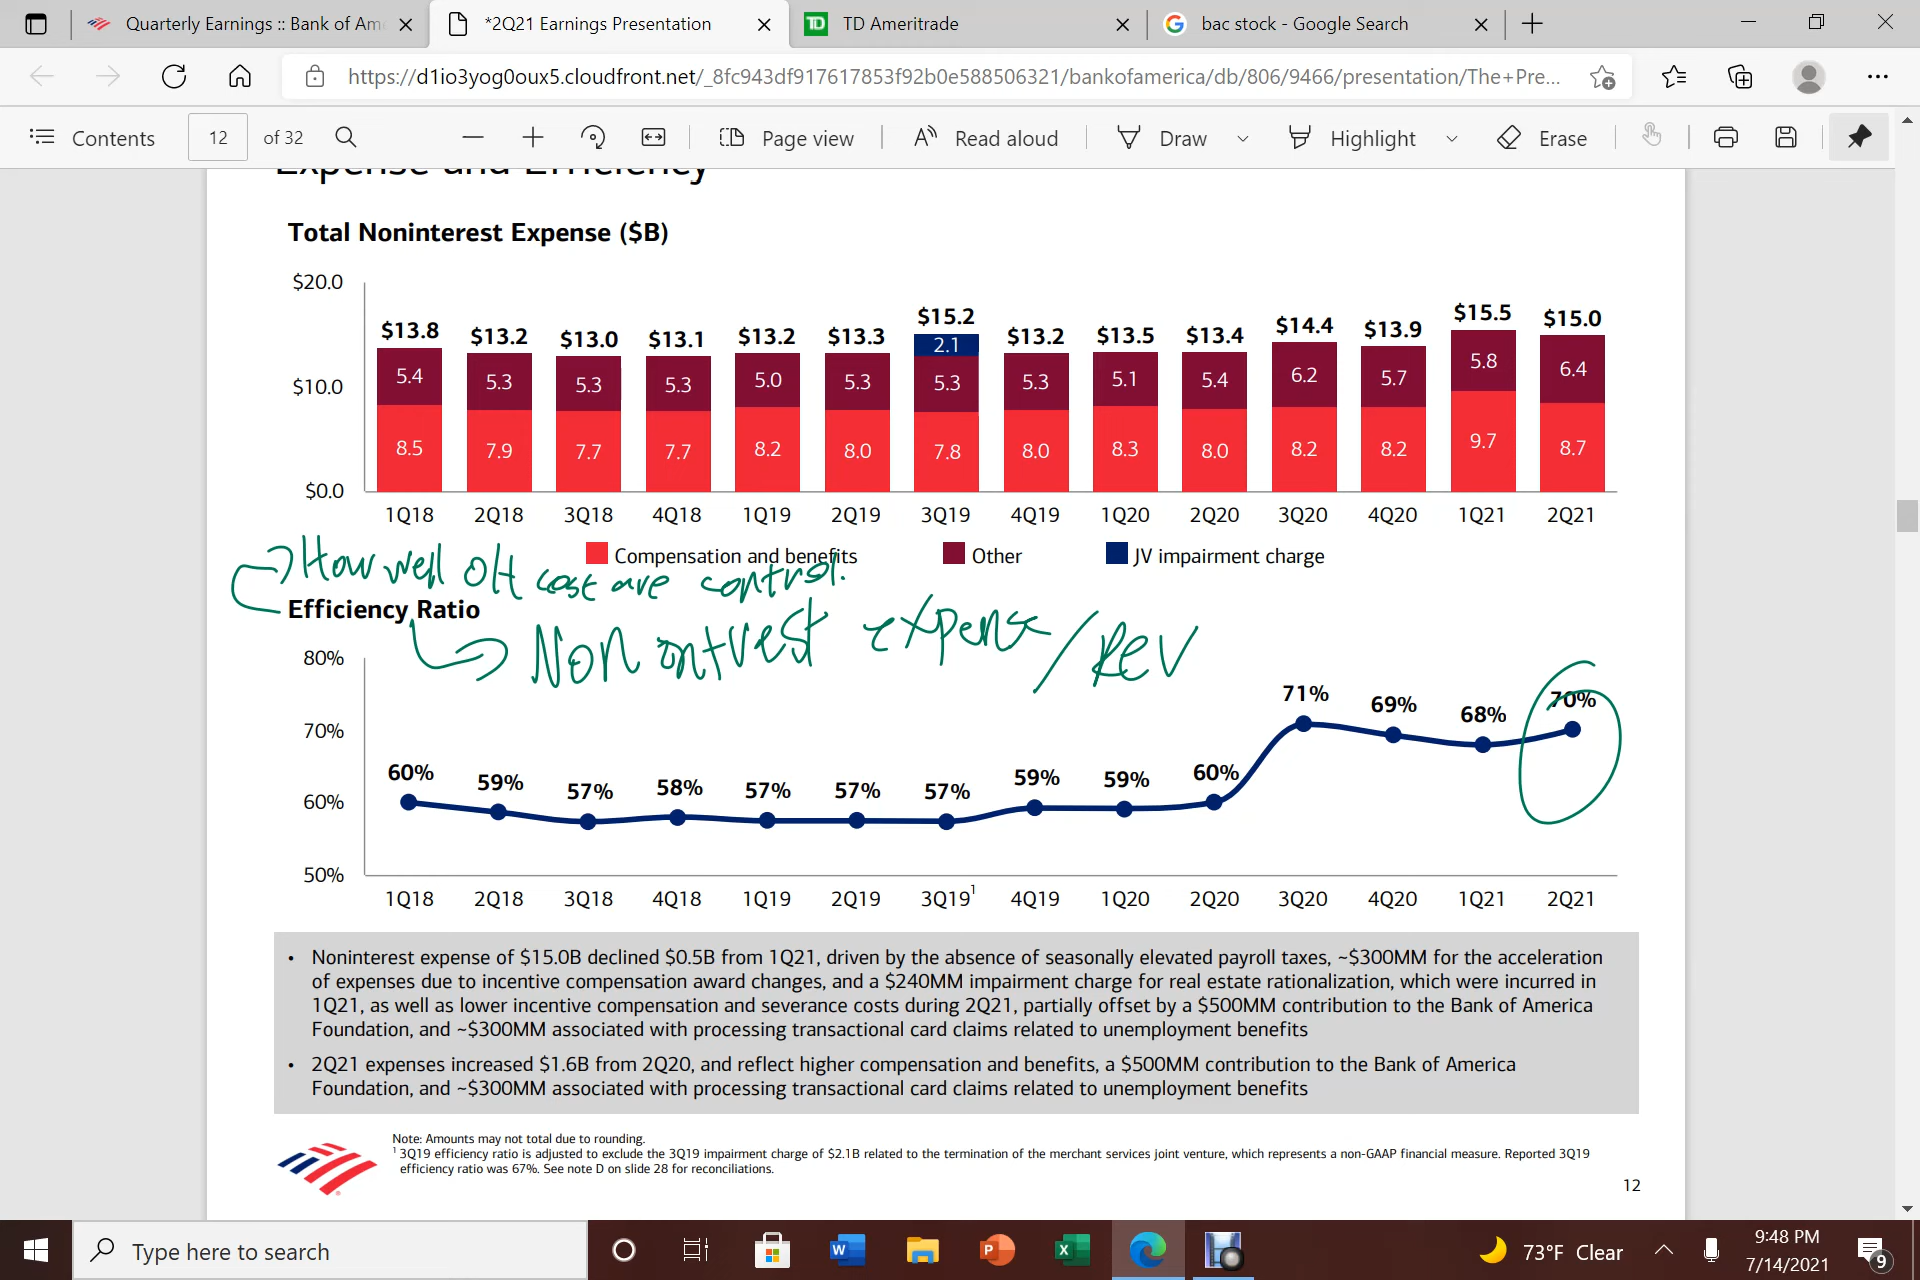 Quarterly Earnings :: Bank of Am
*2Q21 Earnings Presentation
TD Ameritrade
bac stock - Google Search
https://d1io3yog0oux5.cloudfront.net/_8fc943df917617853f92b0e588506321/bankofamerica/db/806/9466/presentation/The+Pre...
Contents
12
of 32
Page view
Read aloud
Draw
Highlight
Erase
Expense and Efficiency
Total Noninterest Expense ($B)
$20.0
$10.0
$0.0
$13.8 $13.2 $13.0 $13.1 $13.2 $13.3 $15.2 $13.2 $13.5 $13.4 $14.4 $13.9 $15.5 $15.0
2.1
5.4 5.3 5.3 5.3 5.0 5.3 5.3 5.3 5.1 5.4 6.2 5.7 5.8 6.4
8.5 7.9 7.7 7.7 8.2 8.0 7.8 8.0 8.3 8.0 8.2 8.2 9.7 8.7
1Q18 2Q18 3Q18 4Q18 1Q19 2Q19 3Q19 4Q19 1Q20 2Q20 3Q20 4Q20 1Q21 2Q21
Compensation and benefits Other JV impairment charge
How well OH cost are control.
Efficiency Ratio
Non intrest expense/Rev
80%
70%
60%
50%
60% 59% 57% 58% 57% 57% 57% 59% 59% 60% 71% 69% 68% 70%
1Q18 2Q18 3Q18 4Q18 1Q19 2Q19 3Q19¹ 4Q19 1Q20 2Q20 3Q20 4Q20 1Q21 2Q21
• Noninterest expense of $15.0B declined $0.5B from 1Q21, driven by the absence of seasonally elevated payroll taxes, ~$300MM for the acceleration
of expenses due to incentive compensation award changes, and a $240MM impairment charge for real estate rationalization, which were incurred in
1Q21, as well as lower incentive compensation and severance costs during 2Q21, partially offset by a $500MM contribution to the Bank of America
Foundation, and ~$300MM associated with processing transactional card claims related to unemployment benefits
• 2Q21 expenses increased $1.6B from 2Q20, and reflect higher compensation and benefits, a $500MM contribution to the Bank of America
Foundation, and ~$300MM associated with processing transactional card claims related to unemployment benefits
Note: Amounts may not total due to rounding.
¹ 3Q19 efficiency ratio is adjusted to exclude the 3Q19 impairment charge of $2.1B related to the termination of the merchant services joint venture, which represents a non-GAAP financial measure. Reported 3Q19
efficiency ratio was 67%. See note D on slide 28 for reconciliations.
12
Type here to search
73°F Clear
9:48 PM
7/14/2021
9